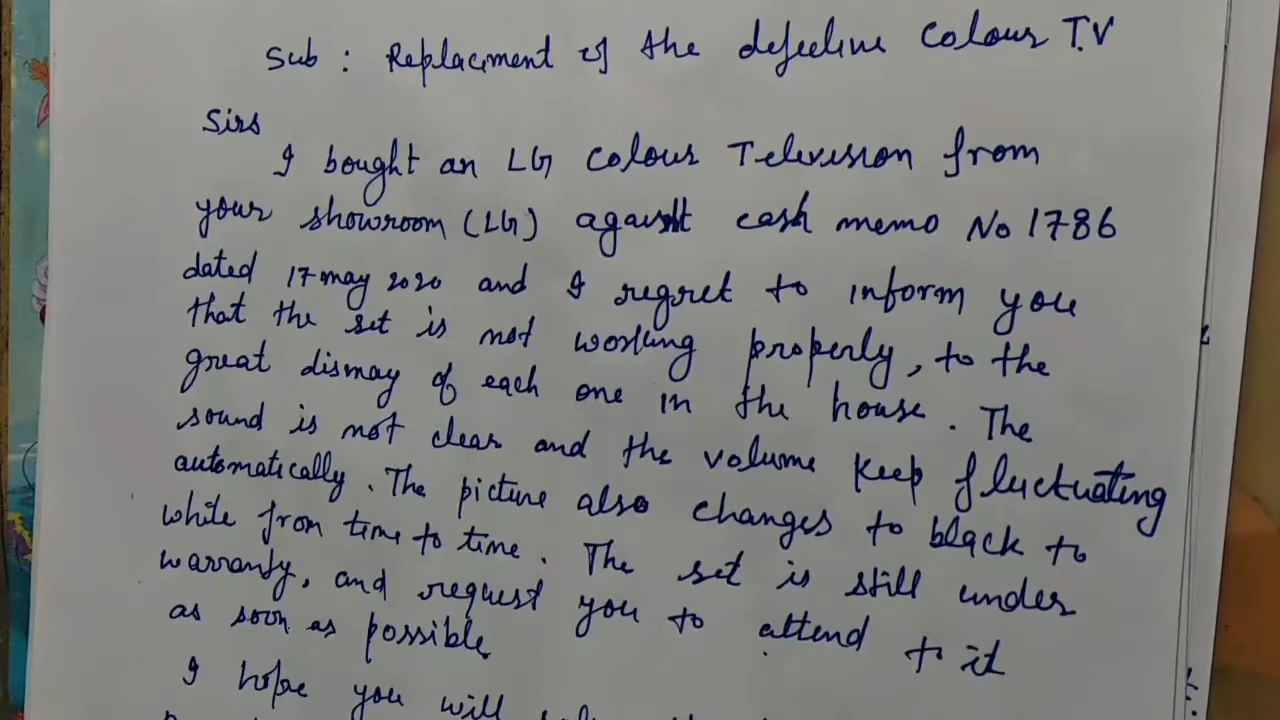 Sub : Replacement of the defective Colour T.V
Sirs
I bought an LG Colour Television from
your showroom (LG) against cash memo No 1786
dated 17 may 2020 and I regret to inform you
that the set is not working properly, to the
great dismay of each one in the house. The
sound is not clear and the volume keep fluctuating
automatically. The picture also changes to black to
white from time to time. The set is still under
warranty, and request you to attend to it
as soon as possible.
I hope you will